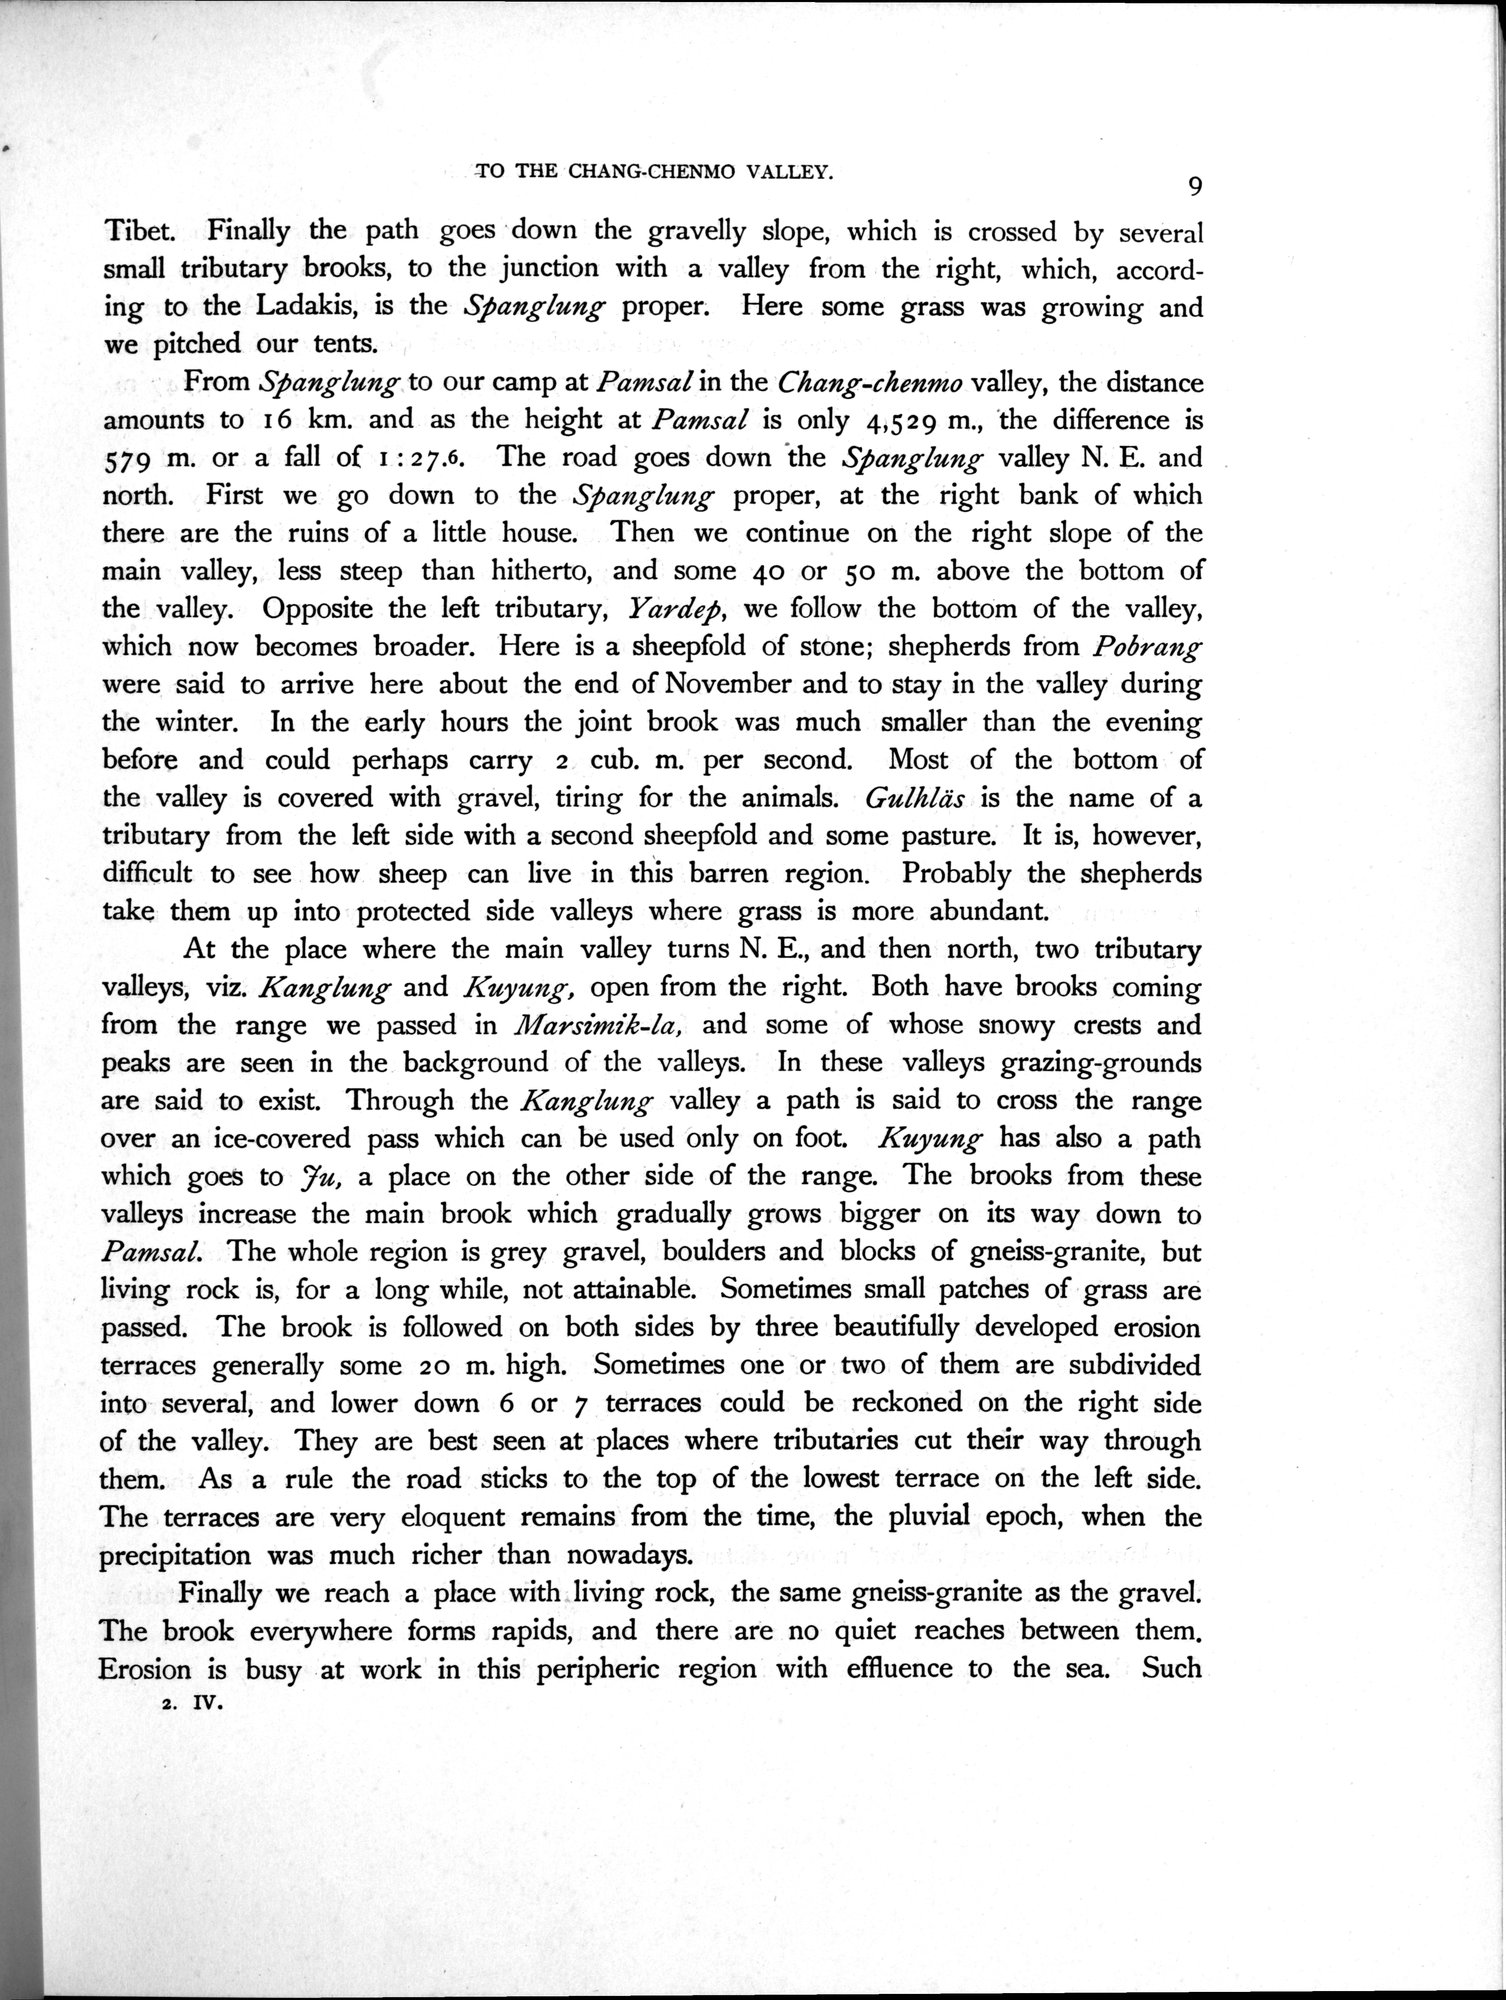 TO THE CHANG-CHENMO VALLEY.
9
Tibet. Finally the path goes down the gravelly slope, which is crossed by several
small tributary brooks, to the junction with a valley from the right, which, accord-
ing to the Ladakis, is the Spanglung proper. Here some grass was growing and
we pitched our tents.
From Spanglung to our camp at Pamsal in the Chang-chenmo valley, the distance
amounts to 16 km. and as the height at Pamsal is only 4,529 m., the difference is
579 m. or a fall of 1 : 27.6. The road goes down the Spanglung valley N. E. and
north. First we go down to the Spanglung proper, at the right bank of which
there are the ruins of a little house. Then we continue on the right slope of the
main valley, less steep than hitherto, and some 40 or 50 m. above the bottom of
the valley. Opposite the left tributary, Yardep, we follow the bottom of the valley,
which now becomes broader. Here is a sheepfold of stone; shepherds from Pobrang
were said to arrive here about the end of November and to stay in the valley during
the winter. In the early hours the joint brook was much smaller than the evening
before and could perhaps carry 2 cub. m. per second. Most of the bottom of
the valley is covered with gravel, tiring for the animals. Gulhläs is the name of a
tributary from the left side with a second sheepfold and some pasture. It is, however,
difficult to see how sheep can live in this barren region. Probably the shepherds
take them up into protected side valleys where grass is more abundant.
At the place where the main valley turns N. E., and then north, two tributary
valleys, viz. Kanglung and Kuyung, open from the right. Both have brooks coming
from the range we passed in Marsimik-la, and some of whose snowy crests and
peaks are seen in the background of the valleys. In these valleys grazing-grounds
are said to exist. Through the Kanglung valley a path is said to cross the range
over an ice-covered pass which can be used only on foot. Kuyung has also a path
which goes to Ju, a place on the other side of the range. The brooks from these
valleys increase the main brook which gradually grows bigger on its way down to
Pamsal. The whole region is grey gravel, boulders and blocks of gneiss-granite, but
living rock is, for a long while, not attainable. Sometimes small patches of grass are
passed. The brook is followed on both sides by three beautifully developed erosion
terraces generally some 20 m. high. Sometimes one or two of them are subdivided
into several, and lower down 6 or 7 terraces could be reckoned on the right side
of the valley. They are best seen at places where tributaries cut their way through
them. As a rule the road sticks to the top of the lowest terrace on the left side.
The terraces are very eloquent remains from the time, the pluvial epoch, when the
precipitation was much richer than nowadays.
Finally we reach a place with living rock, the same gneiss-granite as the gravel.
The brook everywhere forms rapids, and there are no quiet reaches between them.
Erosion is busy at work in this peripheric region with effluence to the sea. Such
2. IV.